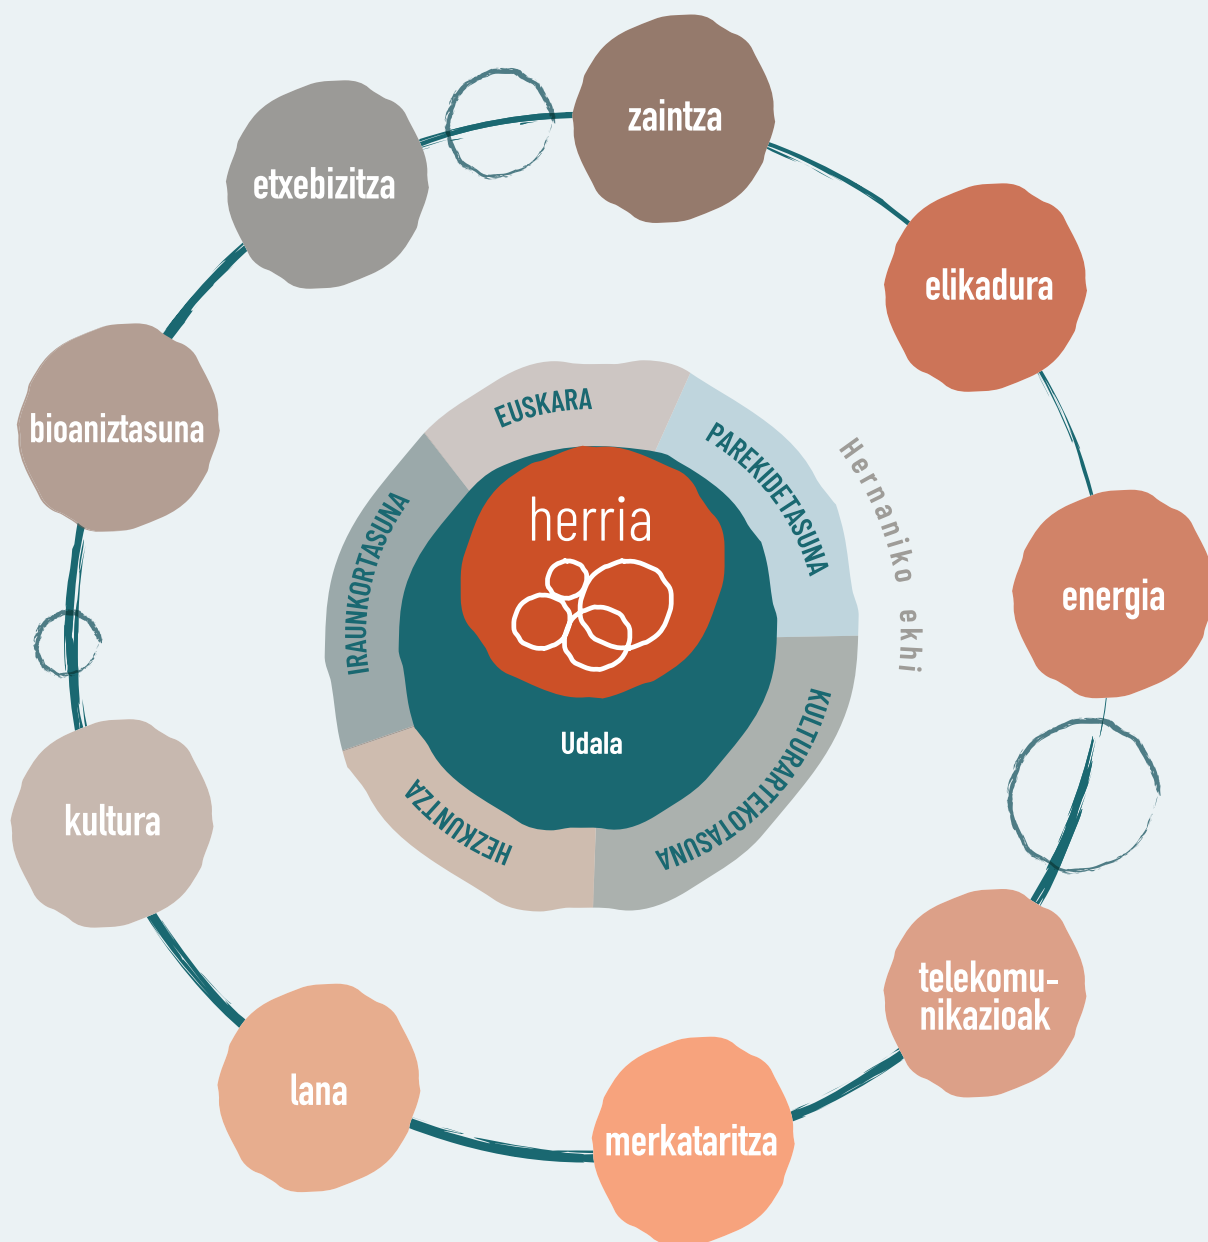 zaintza
etxebizitza
elikadura
bioaniztasuna
EUSKARA
PAREKIDETASUNA
Hernaniko ekhi
IRAUNKORTASUNA
herria
energia
Udala
KULTURARTEKOTASUNA
HEZKUNTZA
kultura
telekomu-
nikazioak
lana
merkataritza